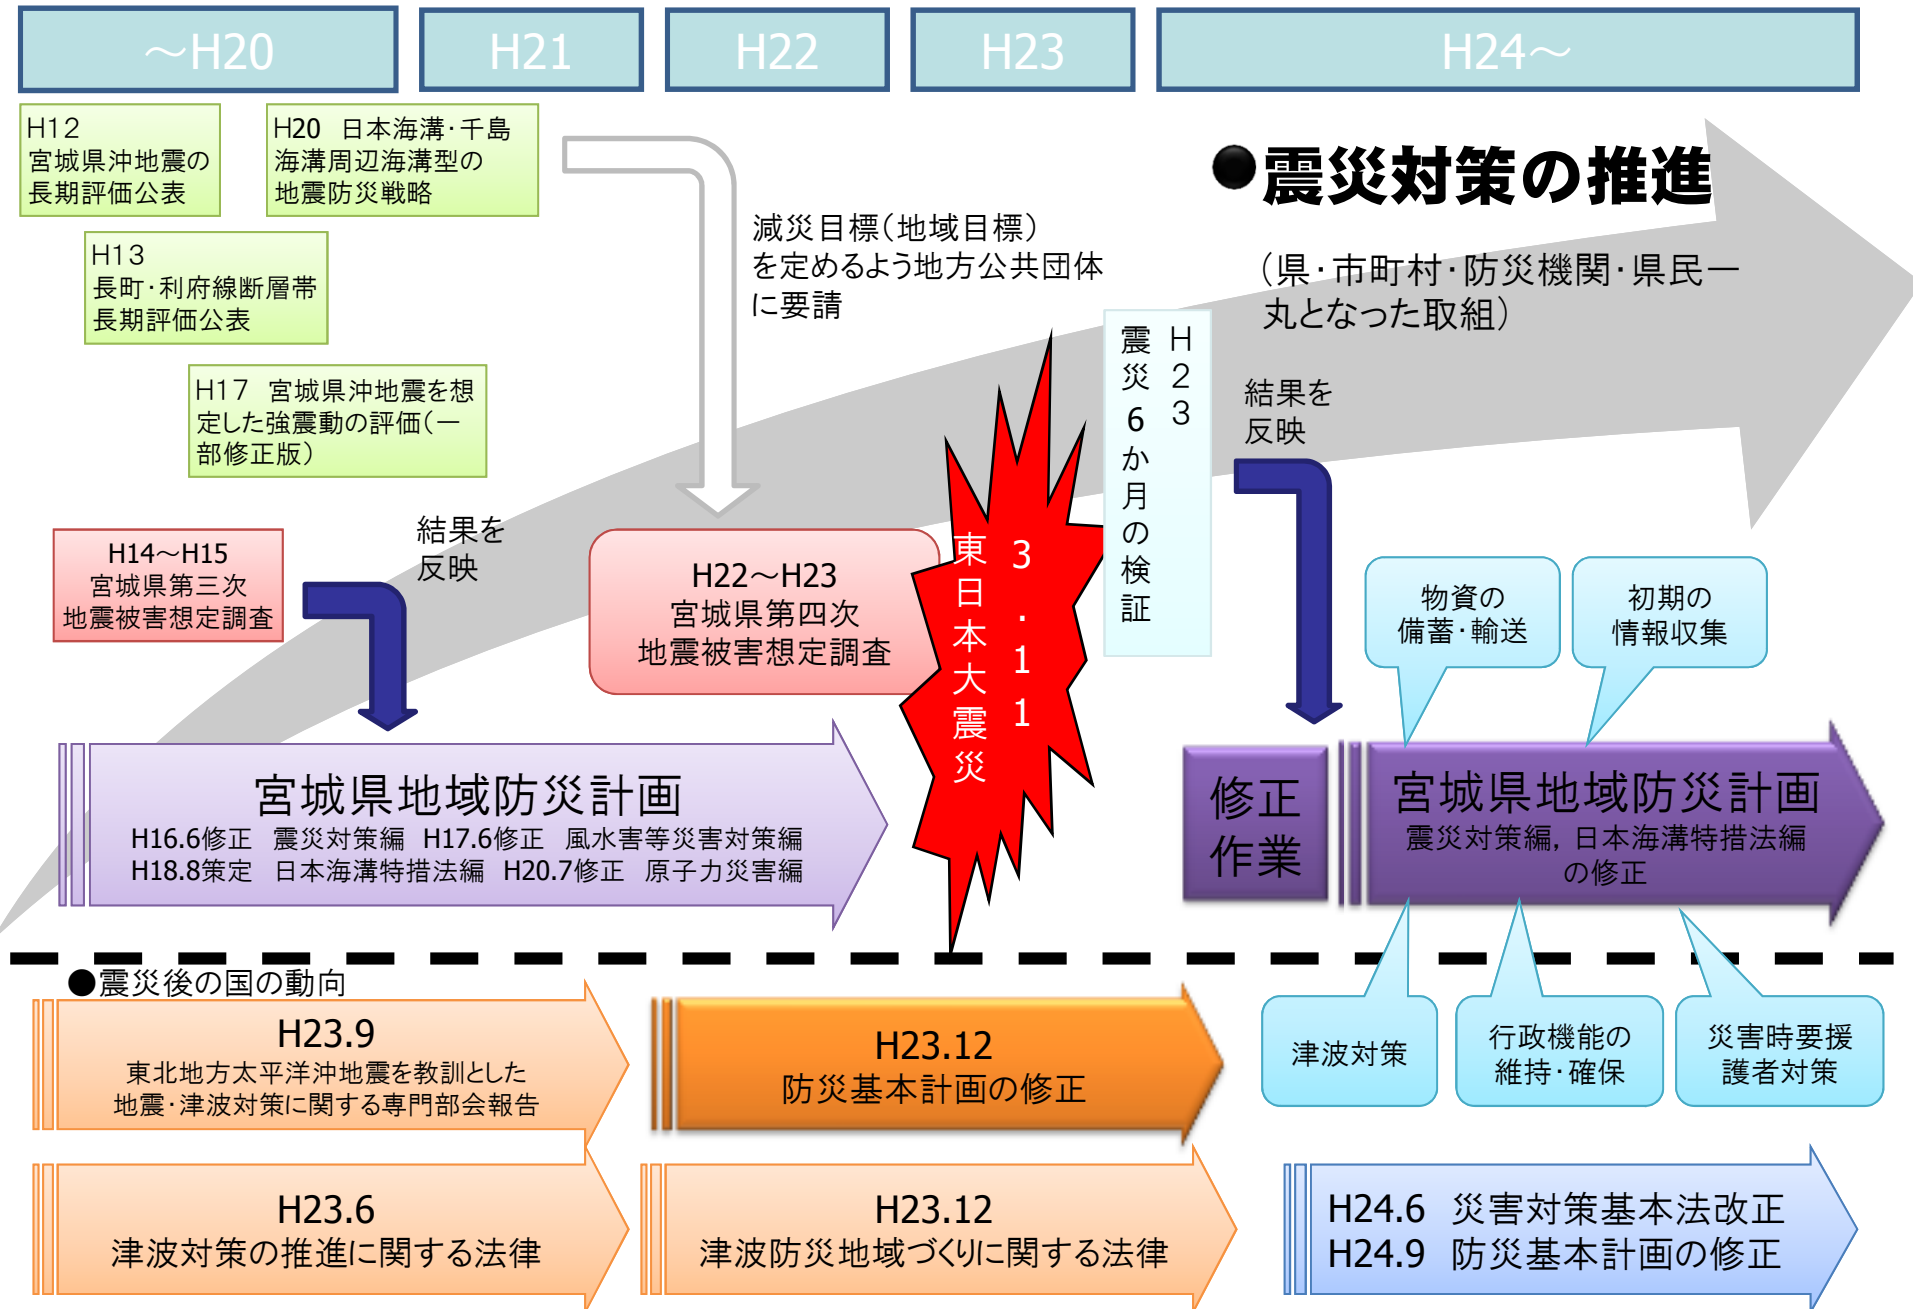 ～H20
H21
H22
H23
H24～
H12
宮城県沖地震の
長期評価公表
H20　日本海溝・千島
海溝周辺海溝型の
地震防災戦略
H13
長町・利府線断層帯
長期評価公表
H17　宮城県沖地震を想
定した強震動の評価（一
部修正版）
減災目標（地域目標）
を定めるよう地方公共団体
に要請
●震災対策の推進
（県・市町村・防災機関・県民一
丸となった取組）
H14～H15
宮城県第三次
地震被害想定調査
結果を
反映
H22～H23
宮城県第四次
地震被害想定調査
3．11
東日本大震災
H23
震災6か月の検証
結果を
反映
物資の
備蓄・輸送
初期の
情報収集
宮城県地域防災計画
H16.6修正　震災対策編　H17.6修正　風水害等災害対策編
H18.8策定　日本海溝特措法編　H20.7修正　原子力災害編
修正
作業
宮城県地域防災計画
震災対策編，日本海溝特措法編
の修正
●震災後の国の動向
H23.9
東北地方太平洋沖地震を教訓とした
地震・津波対策に関する専門部会報告
H23.12
防災基本計画の修正
津波対策
行政機能の
維持・確保
災害時要援
護者対策
H23.6
津波対策の推進に関する法律
H23.12
津波防災地域づくりに関する法律
H24.6　災害対策基本法改正
H24.9　防災基本計画の修正